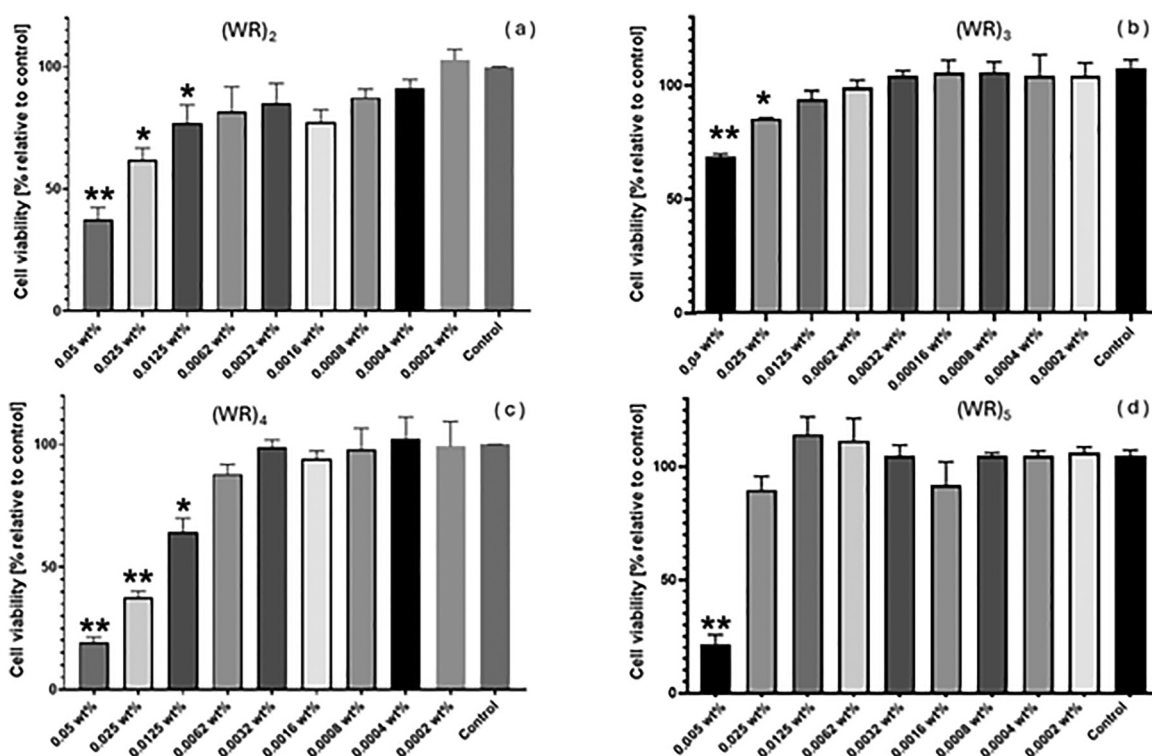 (WR)2 (a)
Cell viability [% relative to control]
100
50
0
**
*
*
0.05 wt%
0.025 wt%
0.0125 wt%
0.0062 wt%
0.0032 wt%
0.0016 wt%
0.0008 wt%
0.0004 wt%
0.0002 wt%
Control
(WR)3 (b)
Cell viability [% relative to control]
100
50
0
**
*
0.05 wt%
0.025 wt%
0.0125 wt%
0.0062 wt%
0.0032 wt%
0.00016 wt%
0.0008 wt%
0.0004 wt%
0.0002 wt%
Control
(WR)4 (c)
Cell viability [% relative to control]
100
50
0
**
**
*
0.05 wt%
0.025 wt%
0.0125 wt%
0.0062 wt%
0.0032 wt%
0.0016 wt%
0.0008 wt%
0.0004 wt%
0.0002 wt%
Control
(WR)5 (d)
Cell viability [% relative to control]
100
50
0
**
0.005 wt%
0.025 wt%
0.0125 wt%
0.0062 wt%
0.0032 wt%
0.0016 wt%
0.0008 wt%
0.0004 wt%
0.0002 wt%
Control